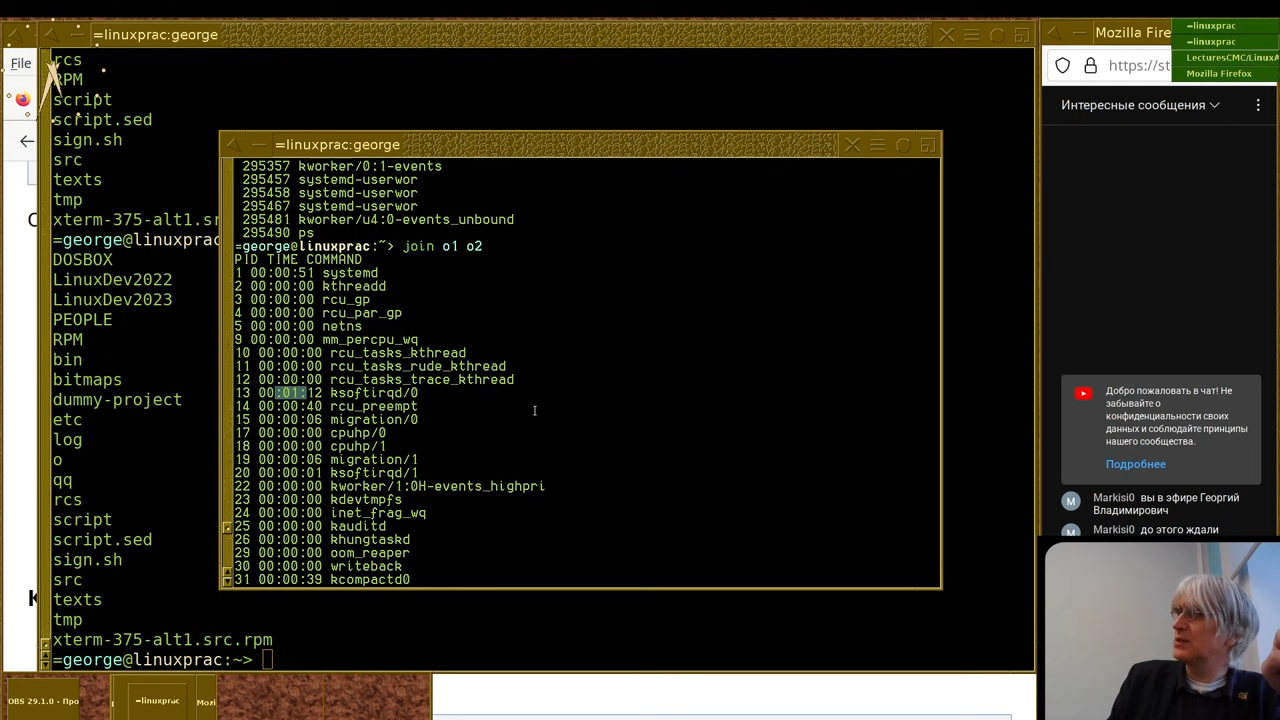 =linuxprac:george
rcs
RPM
script
script.sed
sign.sh
src
texts
tmp
xterm-375-alt1.sr
=george@linuxprac
DOSBOX
LinuxDev2022
LinuxDev2023
PEOPLE
RPM
bin
bitmaps
dummy-project
etc
log
o
qq
rcs
script
script.sed
sign.sh
src
texts
tmp
xterm-375-alt1.src.rpm
=george@linuxprac:~>
File
=linuxprac:george
295357 kworker/0:1-events
295457 systemd-userwor
295458 systemd-userwor
295467 systemd-userwor
295481 kworker/u4:0-events_unbound
295490 ps
=george@linuxprac:~> join o1 o2
PID TIME COMMAND
1 00:00:51 systemd
2 00:00:00 kthreadd
3 00:00:00 rcu_gp
4 00:00:00 rcu_par_gp
5 00:00:00 netns
9 00:00:00 mm_percpu_wq
10 00:00:00 rcu_tasks_kthread
11 00:00:00 rcu_tasks_rude_kthread
12 00:00:00 rcu_tasks_trace_kthread
13 00:01:12 ksoftirqd/0
14 00:00:40 rcu_preempt
15 00:00:06 migration/0
17 00:00:00 cpuhp/0
18 00:00:00 cpuhp/1
19 00:00:06 migration/1
20 00:00:01 ksoftirqd/1
22 00:00:00 kworker/1:0H-events_highpri
23 00:00:00 kdevtmpfs
24 00:00:00 inet_frag_wq
25 00:00:00 kauditd
26 00:00:00 khungtaskd
29 00:00:00 oom_reaper
30 00:00:00 writeback
31 00:00:39 kcompactd0
Mozilla Fire
=linuxprac
=linuxprac
LecturesCMC/LinuxA
Mozilla Firefox
https://st
Интересные сообщения
Добро пожаловать в чат! Не
забывайте о
конфиденциальности своих
данных и соблюдайте принципы
нашего сообщества.
Подробнее
M Markisi0 вы в эфире Георгий
Владимирович
M Markisi0 до этого ждали
DBS 29.1.0 - Про
=linuxprac
Mozi